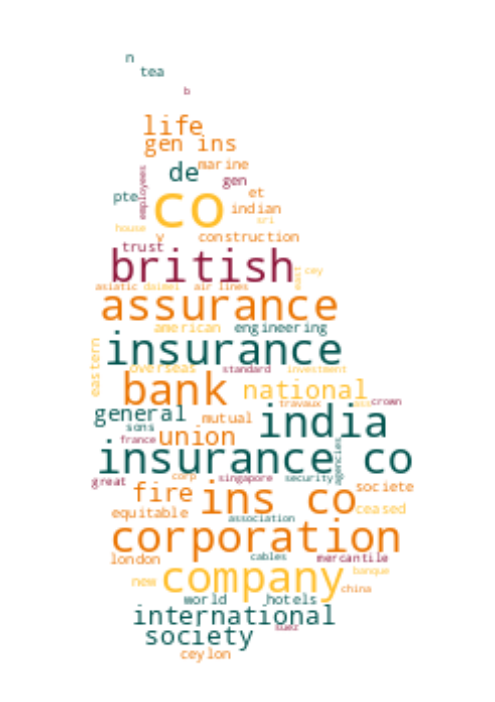 n
tea
b
life
gen ins
marine
de
gen
employees
pte
et
co
indian
sri
house
y
construction
trust
british
east
cey
asiatic
daimei
air lines
assurance
american
engineering
insurance
eastern
overseas
standard
investment
bank
national
travaux
crown
general
mutual
india
sons
france
union
agencies
insurance co
great
corp
singapore
security
fire
ins co
societe
equitable
ceased
association
corporation
london
cables
mercantile
banque
new
company
china
world
hotels
international
suez
society
ceylon